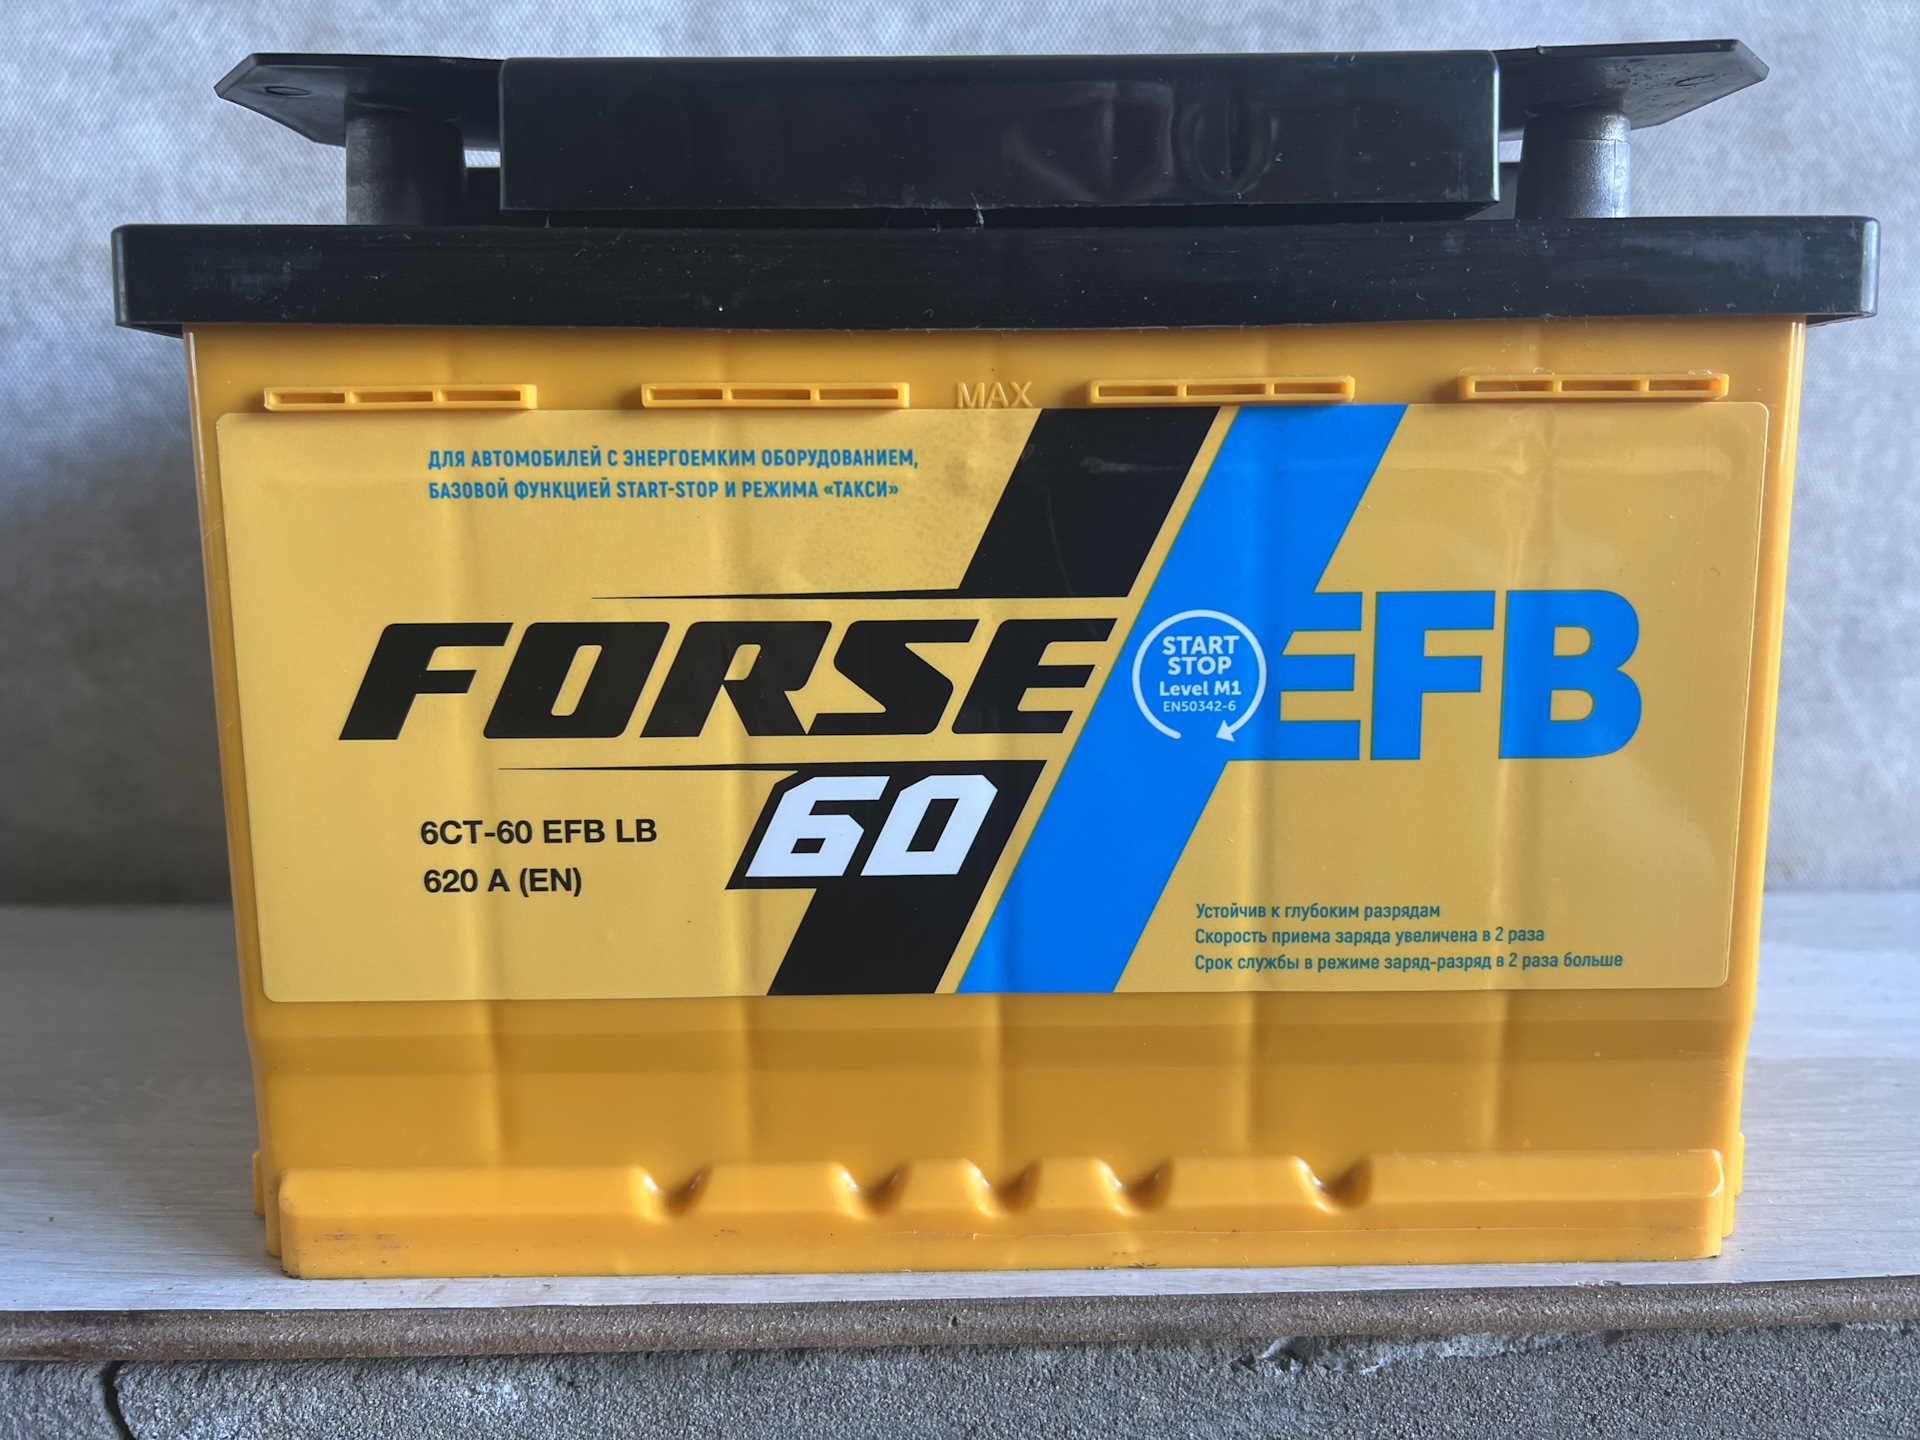 MAX
ДЛЯ АВТОМОБИЛЕЙ С ЭНЕРГОЕМКИМ ОБОРУДОВАНИЕМ,
БАЗОВОЙ ФУНКЦИЕЙ START-STOP И РЕЖИМА «ТАКСИ»
FORSE
START
STOP
Level M1
EN50342-6
EFB
60
6СТ-60 EFB LB
620 A (EN)
Устойчив к глубоким разрядам
Скорость приема заряда увеличена в 2 раза
Срок службы в режиме заряд-разряд в 2 раза больше